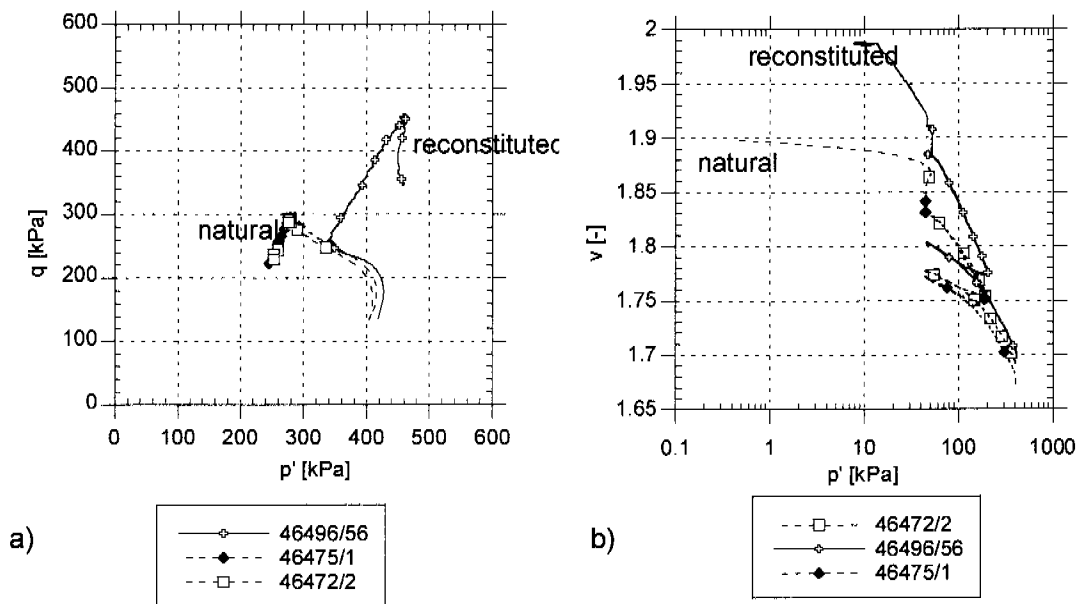 600
500
400
300
200
100
0
q [kPa]
reconstituted
natural
0 100 200 300 400 500 600
p' [kPa]
a)
46496/56
46475/1
46472/2
2
1.95
1.9
1.85
1.8
1.75
1.7
1.65
v [-]
reconstituted
natural
0.1 1 10 100 1000
p' [kPa]
b)
46472/2
46496/56
46475/1